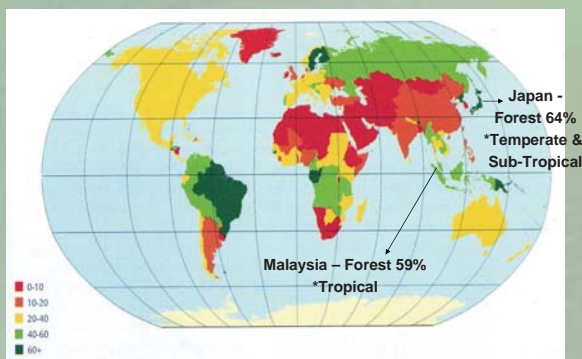 Japan -
Forest 64%
*Temperate &
Sub-Tropical
Malaysia – Forest 59%
*Tropical
0-10
10-20
20-40
40-60
60+